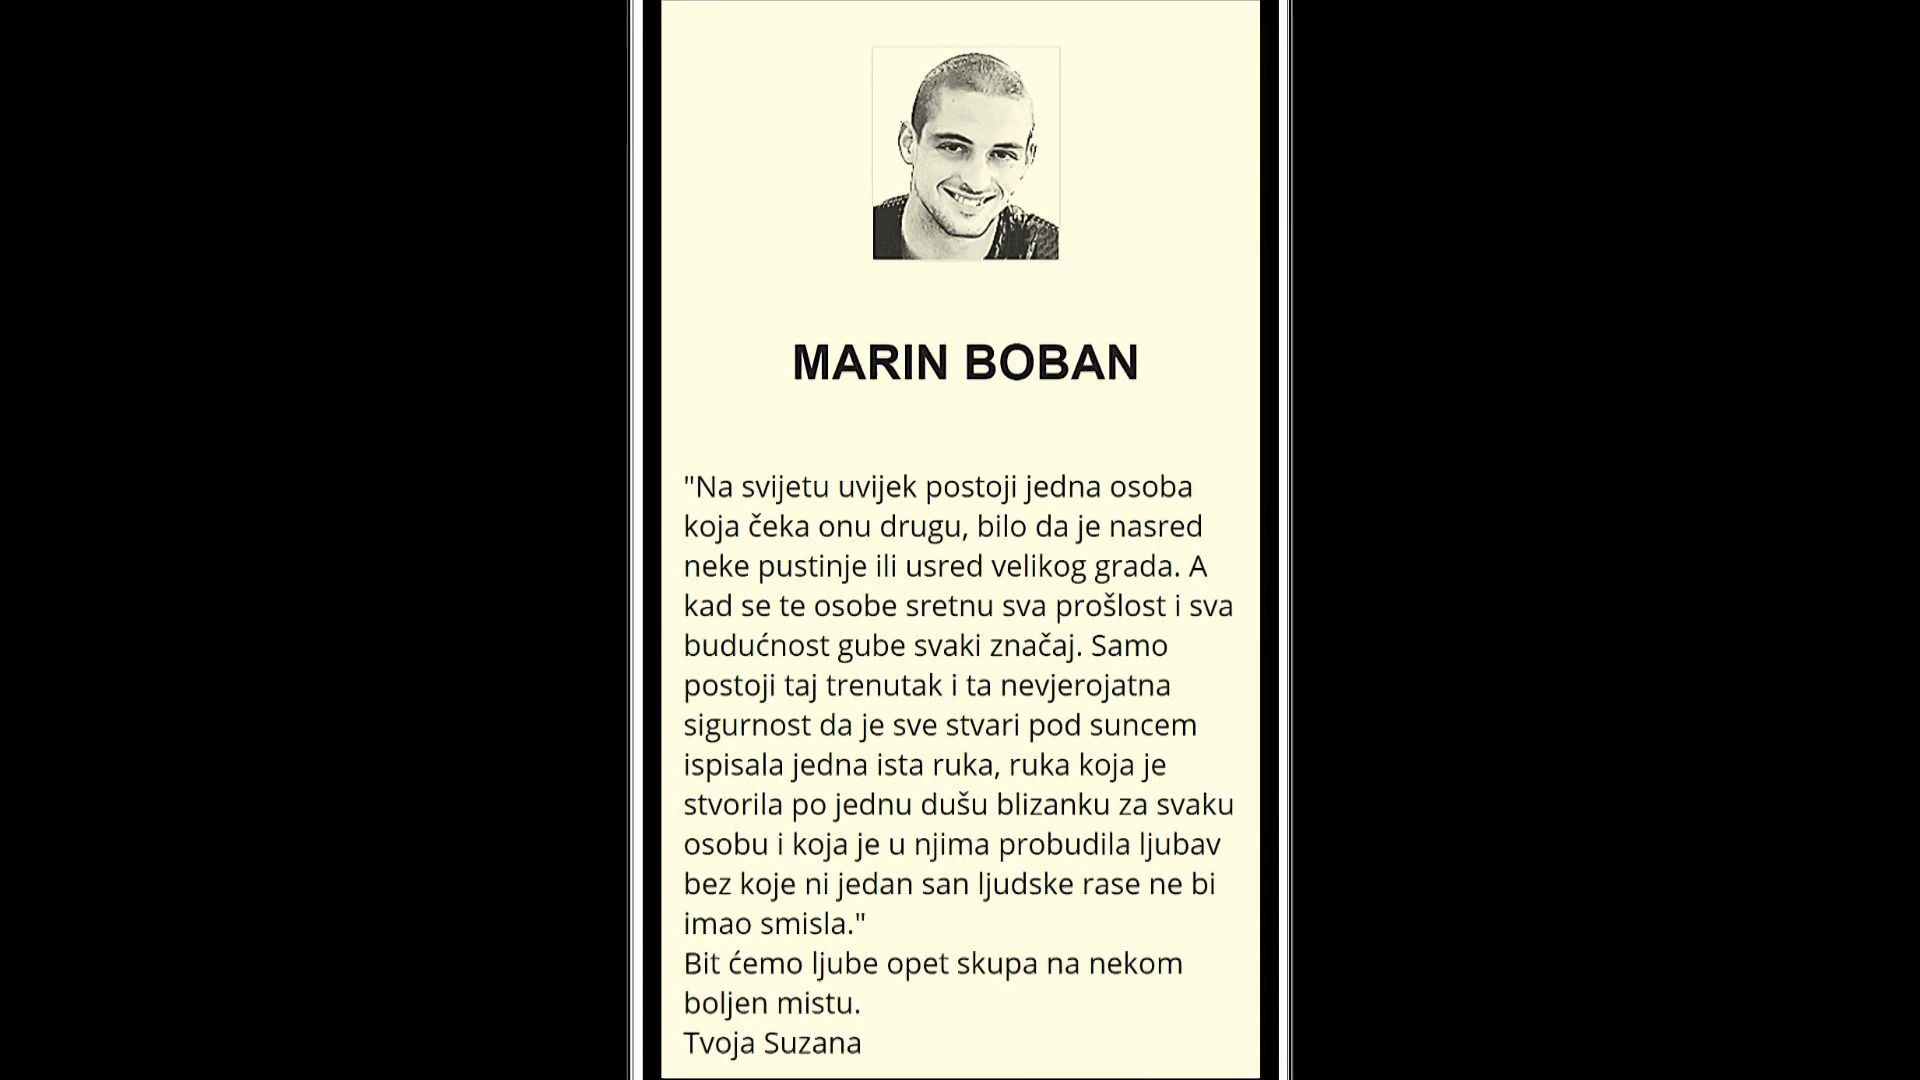 MARIN BOBAN
"Na svijetu uvijek postoji jedna osoba
koja čeka onu drugu, bilo da je nasred
neke pustinje ili usred velikog grada. A
kad se te osobe sretnu sva prošlost i sva
budućnost gube svaki značaj. Samo
postoji taj trenutak i ta nevjerojatna
sigurnost da je sve stvari pod suncem
ispisala jedna ista ruka, ruka koja je
stvorila po jednu dušu blizanku za svaku
osobu i koja je u njima probudila ljubav
bez koje ni jedan san ljudske rase ne bi
imao smisla."
Bit ćemo ljube opet skupa na nekom
boljen mistu.
Tvoja Suzana